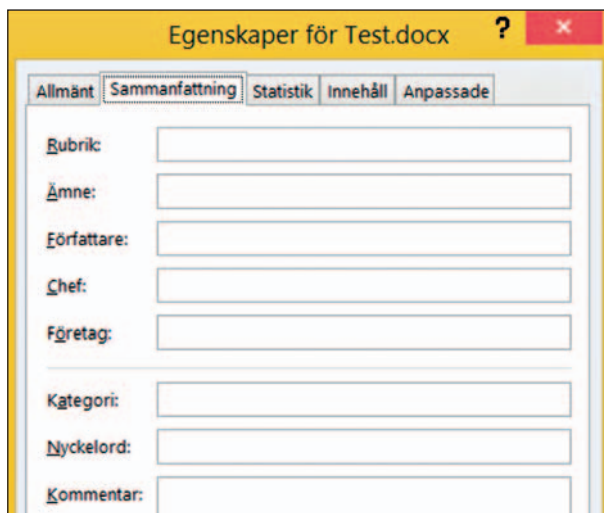 Egenskaper för Test.docx ? ×
Allmänt Sammanfattning Statistik Innehåll Anpassade
Rubrik:
Ämne:
Författare:
Chef:
Företag:
Kategori:
Nyckelord:
Kommentar: